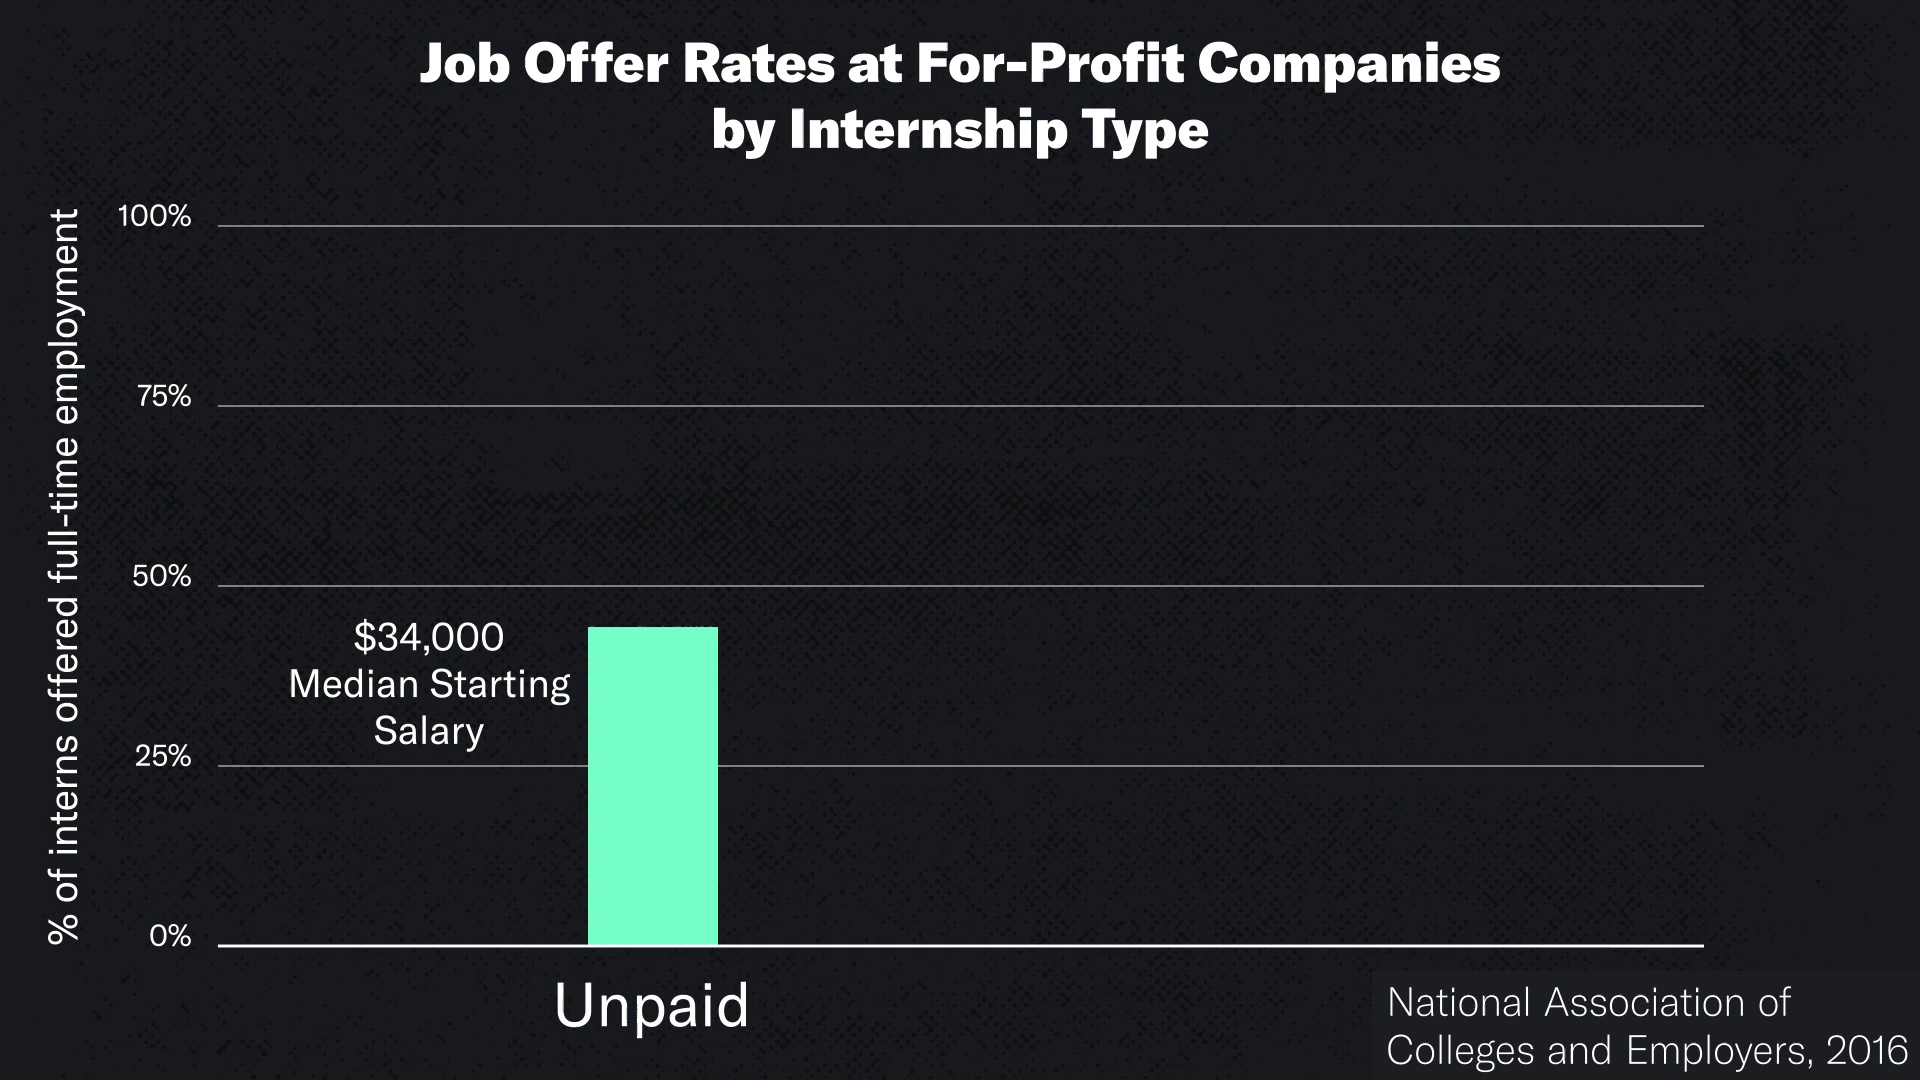 Job Offer Rates at For-Profit Companies
by Internship Type
% of interns offered full-time employment
100%
75%
50%
25%
0%
$34,000
Median Starting
Salary
Unpaid
National Association of
Colleges and Employers, 2016